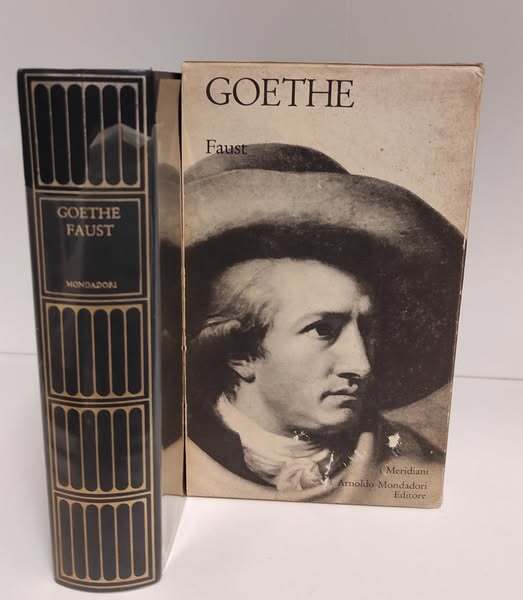 GOETHE
FAUST
MONDADORI
GOETHE
Faust
i Meridiani
Arnoldo Mondadori
Editore